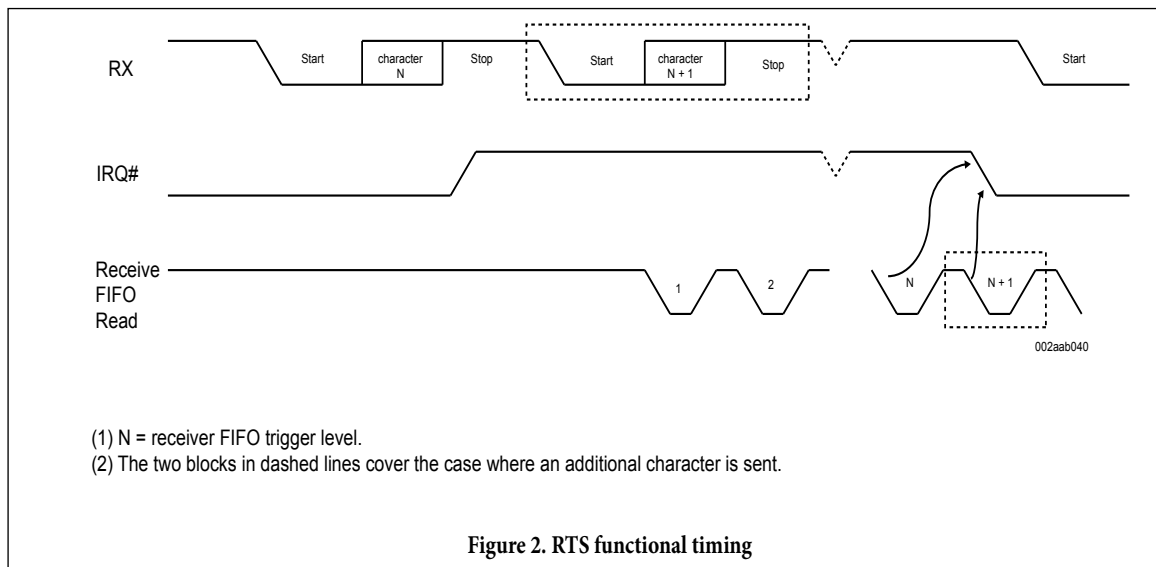 RX
Start
character
N
Stop
Start
character
N + 1
Stop
Start
IRQ#
Receive
FIFO
Read
1
2
N
N + 1
002aab040
(1) N = receiver FIFO trigger level.
(2) The two blocks in dashed lines cover the case where an additional character is sent.
Figure 2. RTS functional timing